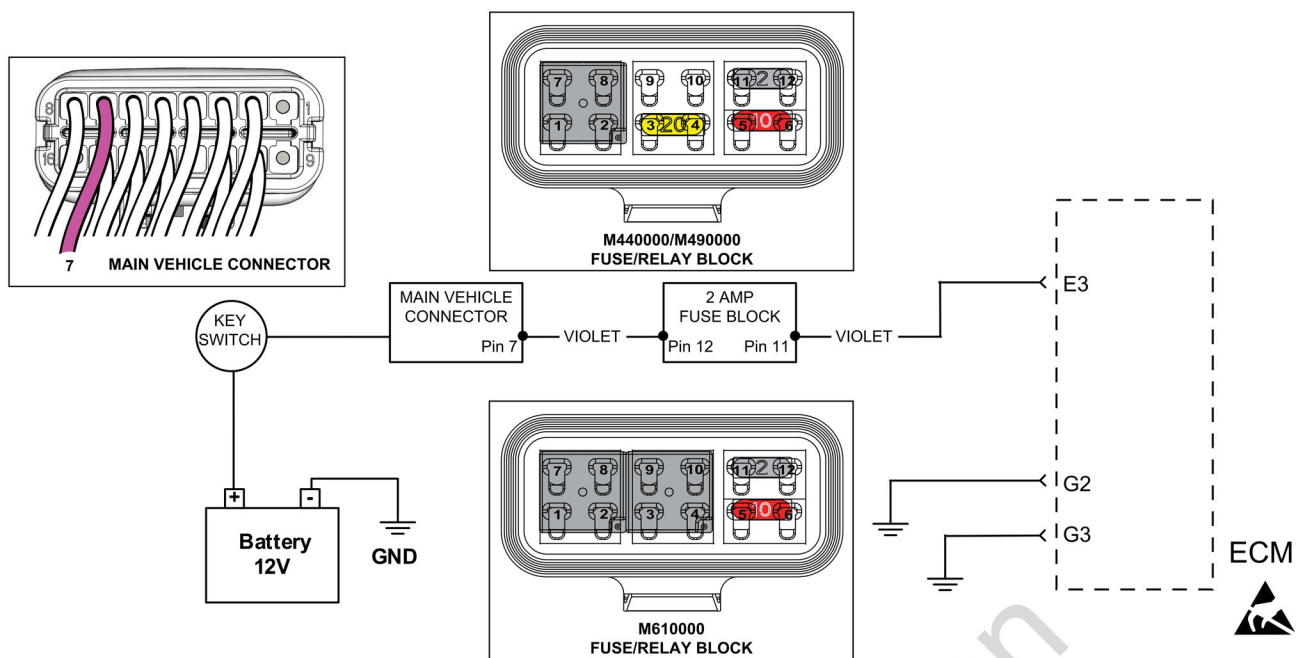 8
1
16
9
7 MAIN VEHICLE CONNECTOR
7 8 9 10 11 2 12
1 2 3 20 4 5 10 6
M440000/M490000
FUSE/RELAY BLOCK
KEY
SWITCH
MAIN VEHICLE
CONNECTOR
Pin 7
VIOLET
2 AMP
FUSE BLOCK
Pin 12 Pin 11
VIOLET
E3
G2
G3
ECM
+ -
Battery
12V
GND
7 8 9 10 11 2 12
1 2 3 4 5 10 6
M610000
FUSE/RELAY BLOCK